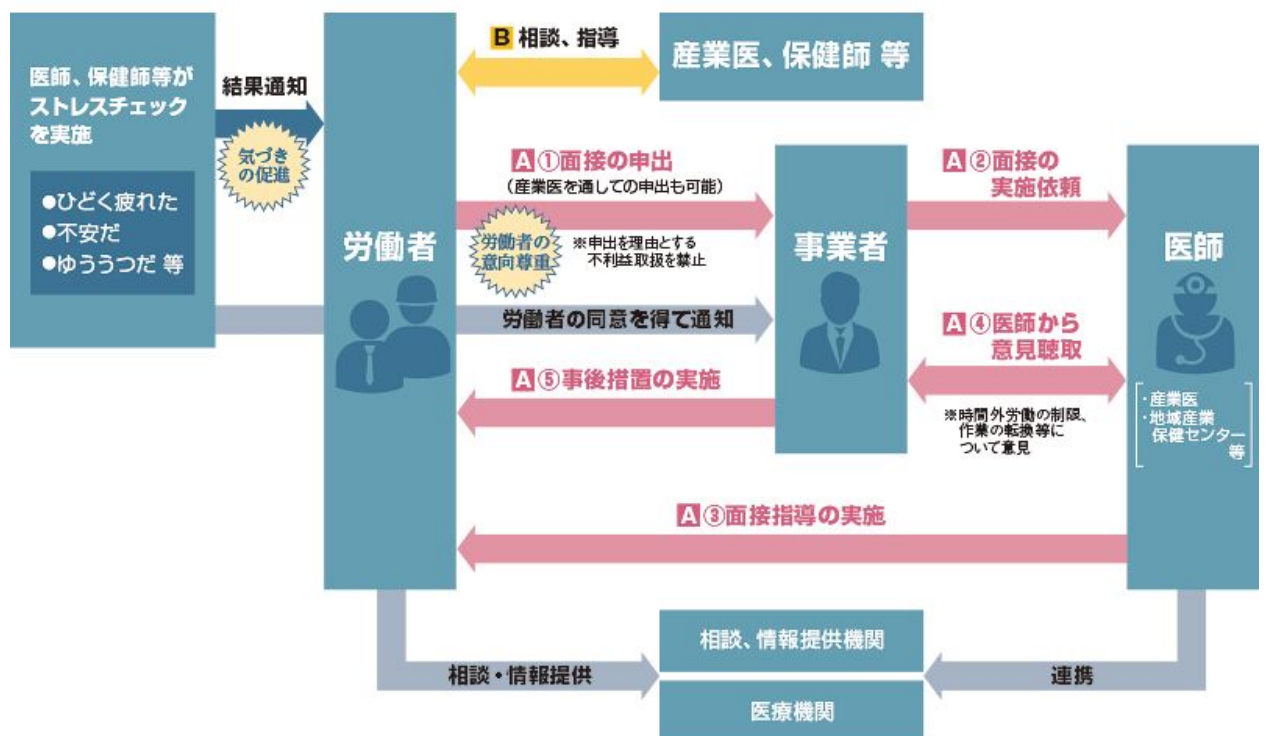 医師、保健師等が
ストレスチェック
を実施
●ひどく疲れた
●不安だ
●ゆううつだ 等
結果通知
気づき
の促進
労働者
B 相談、指導
産業医、保健師 等
A①面接の申出
（産業医を通しての申出も可能）
労働者の
意向尊重
※申出を理由とする
不利益取扱を禁止
労働者の同意を得て通知
A⑤事後措置の実施
事業者
A②面接の
実施依頼
医師
A④医師から
意見聴取
※時間外労働の制限、
作業の転換等に
ついて意見
・産業医
・地域産業
保健センター
等
A③面接指導の実施
相談・情報提供
相談、情報提供機関
医療機関
連携